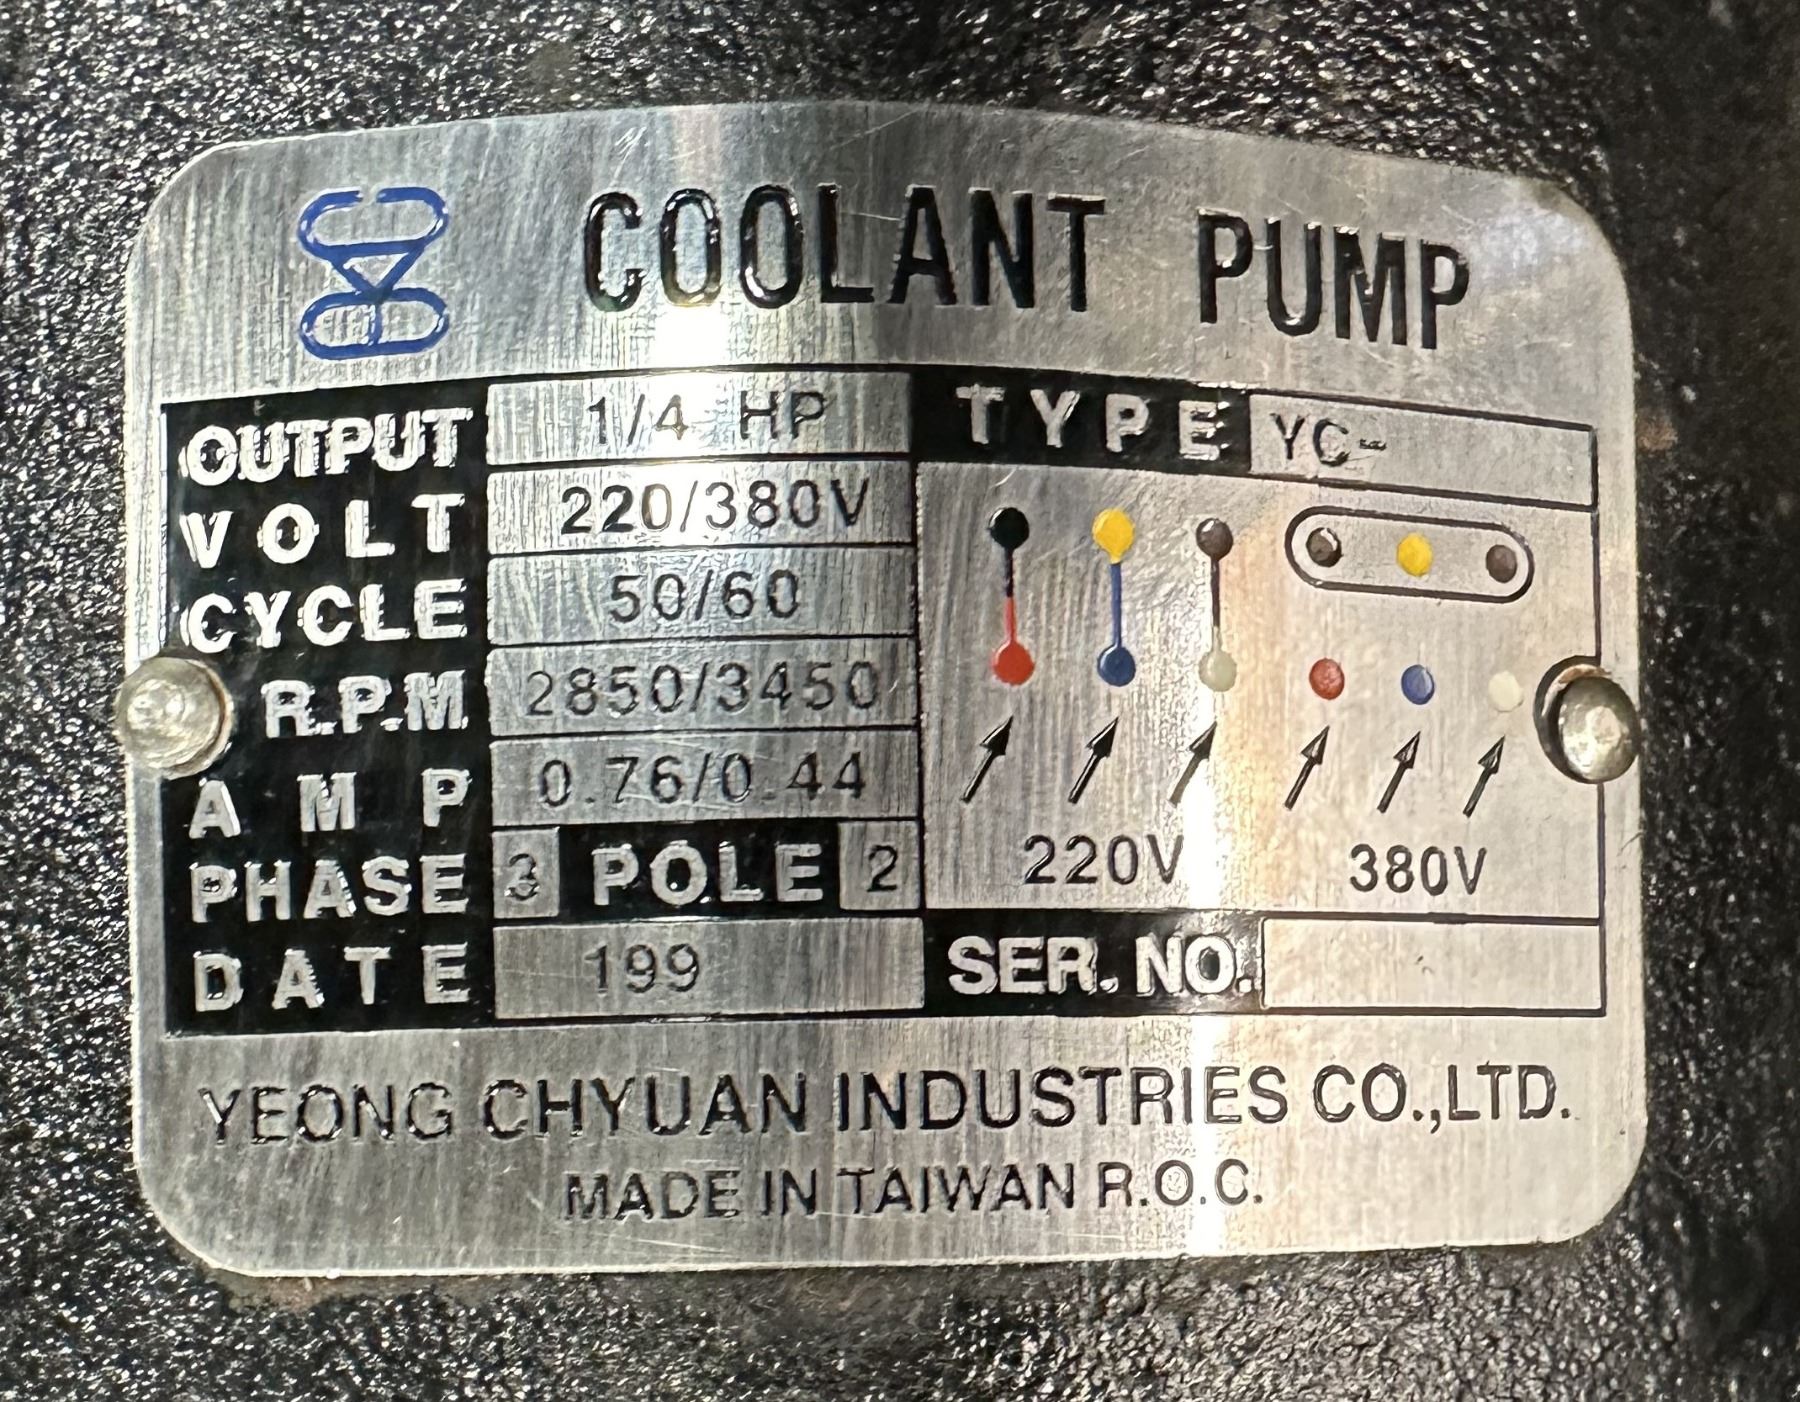 COOLANT PUMP
OUTPUT 1/4 HP
VOLT 220/380V
CYCLE 50/60
R.P.M 2850/3450
AMP 0.76/0.44
PHASE 3 POLE 2
DATE 199
TYPE YC-
220V 380V
SER. NO.
YEONG CHYUAN INDUSTRIES CO.,LTD.
MADE IN TAIWAN R.O.C.